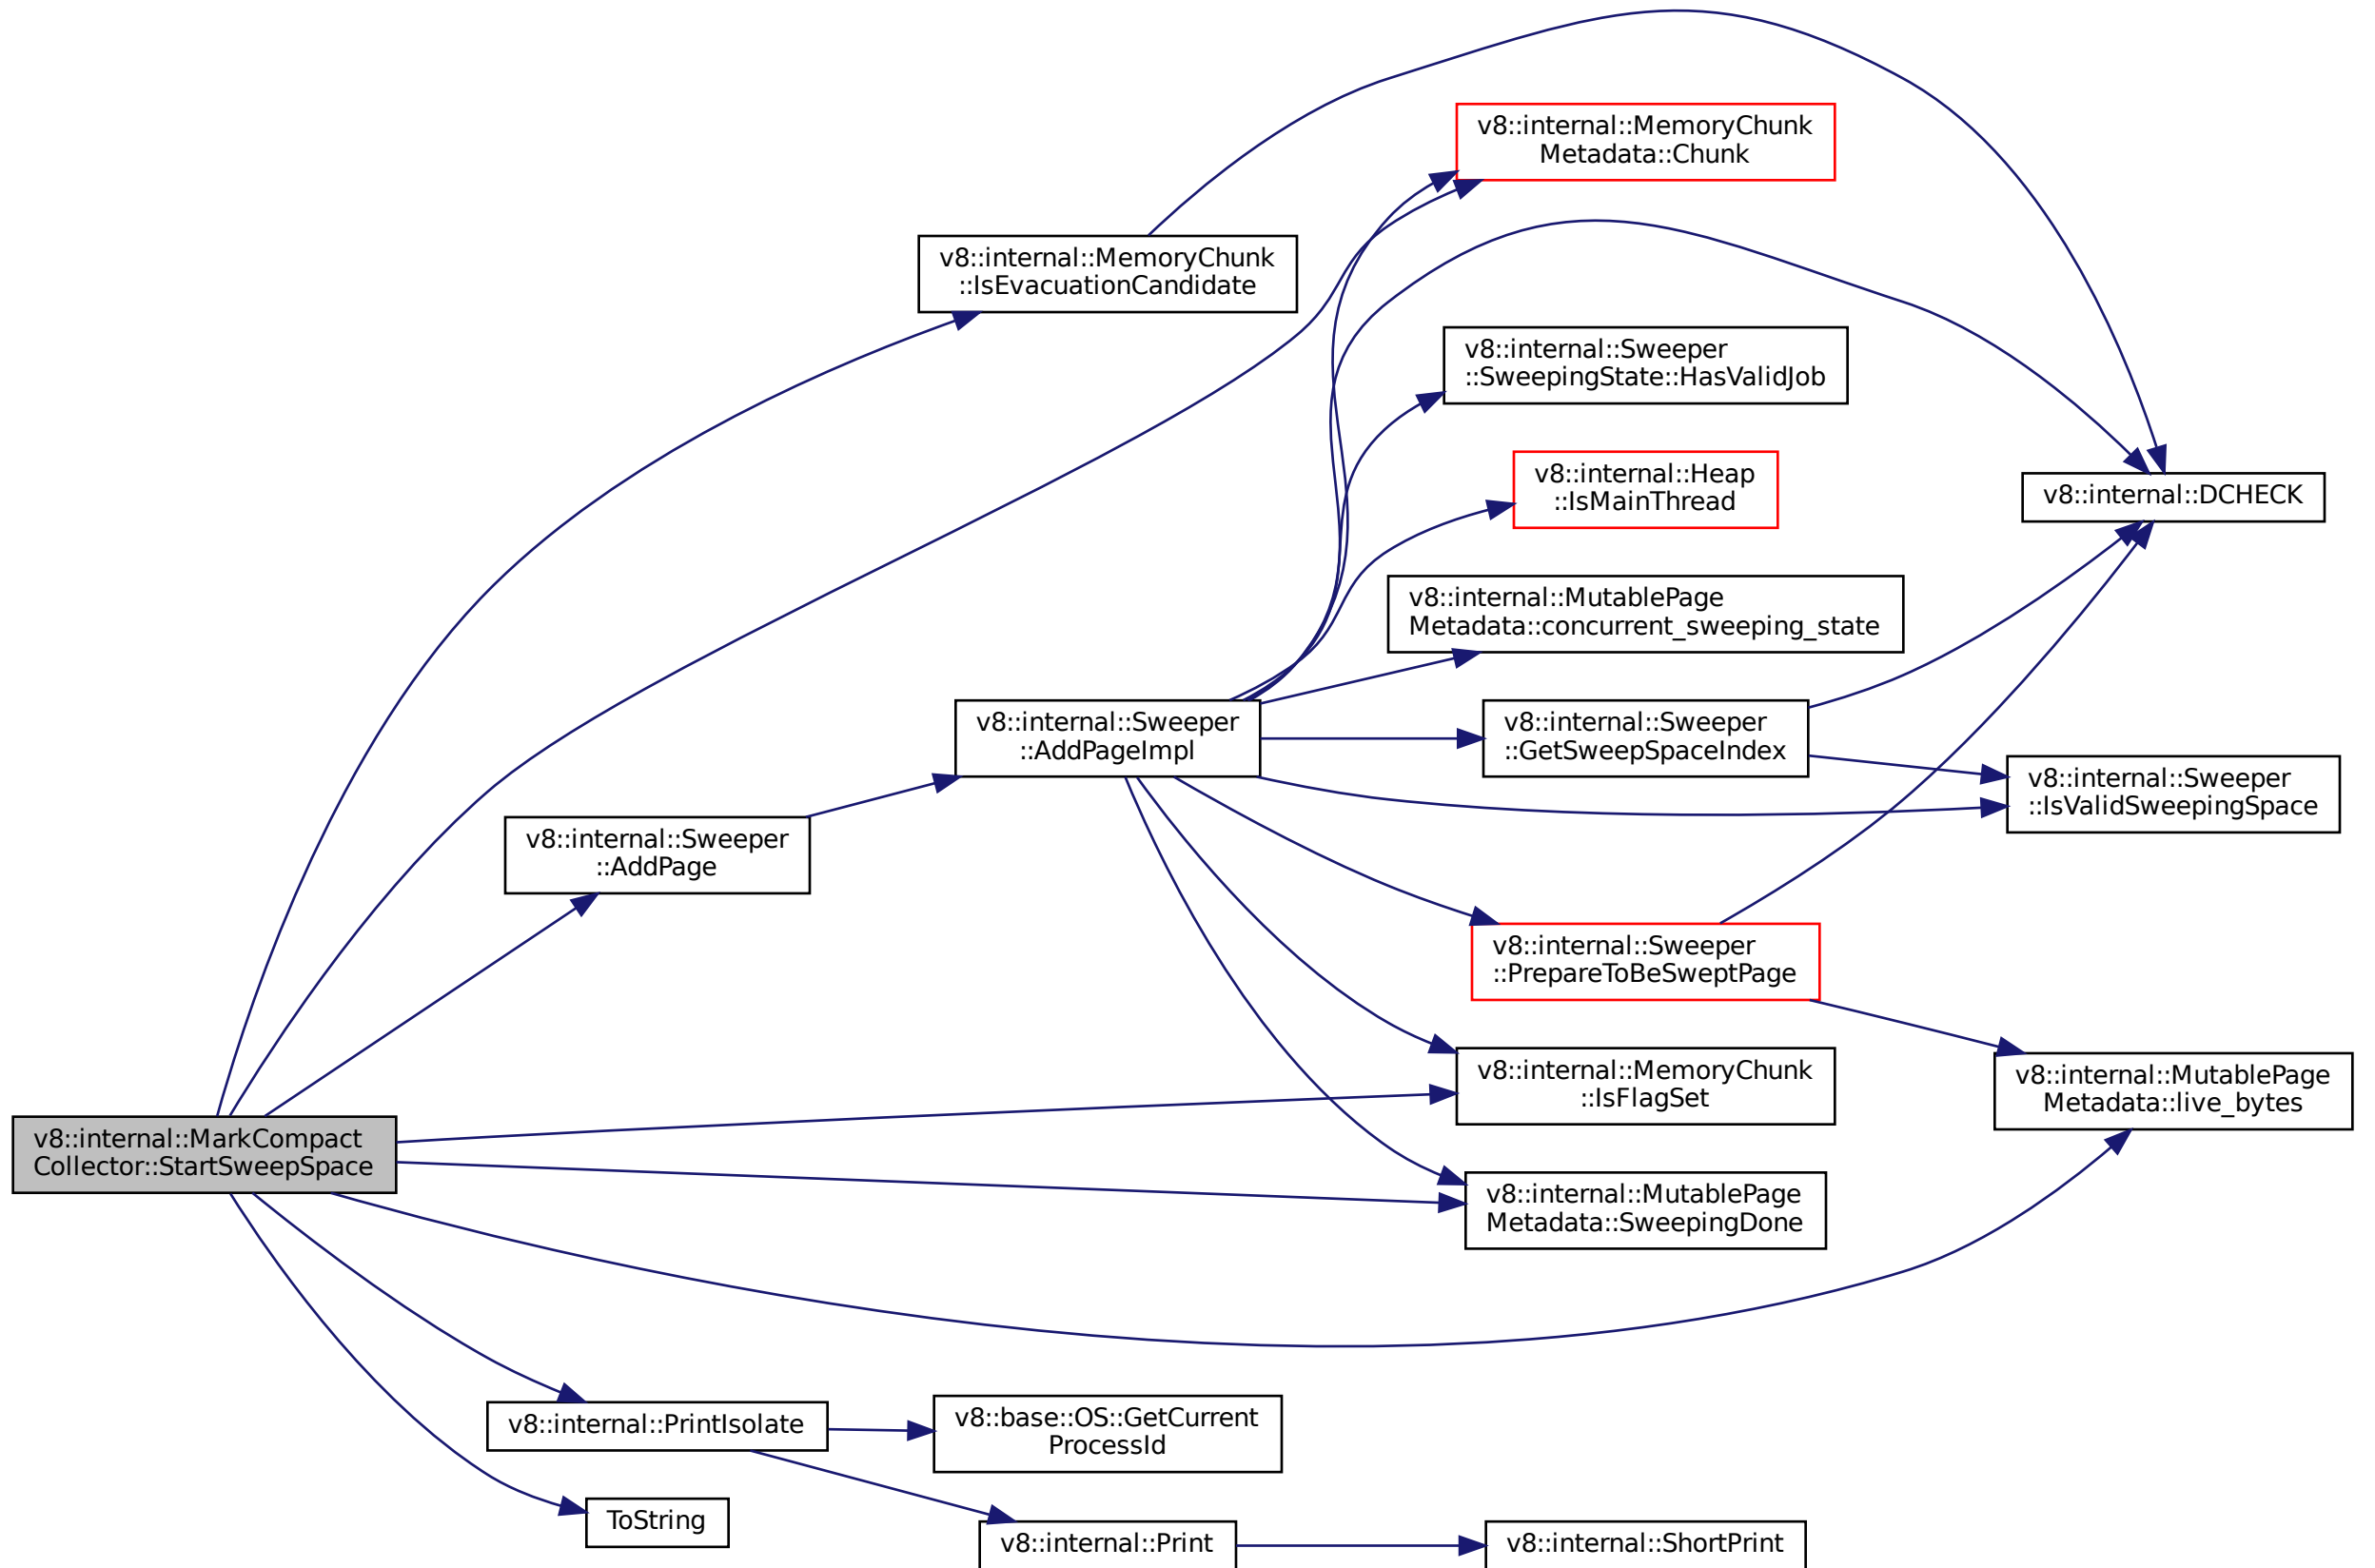 v8::internal::MemoryChunk
Metadata::Chunk
v8::internal::MemoryChunk
::IsEvacuationCandidate
v8::internal::Sweeper
::SweepingState::HasValidJob
v8::internal::Heap
::IsMainThread
v8::internal::DCHECK
v8::internal::MutablePage
Metadata::concurrent_sweeping_state
v8::internal::Sweeper
::AddPageImpl
v8::internal::Sweeper
::GetSweepSpaceIndex
v8::internal::Sweeper
::IsValidSweepingSpace
v8::internal::Sweeper
::AddPage
v8::internal::Sweeper
::PrepareToBeSweptPage
v8::internal::MemoryChunk
::IsFlagSet
v8::internal::MutablePage
Metadata::live_bytes
v8::internal::MarkCompact
Collector::StartSweepSpace
v8::internal::MutablePage
Metadata::SweepingDone
v8::internal::PrintIsolate
v8::base::OS::GetCurrent
ProcessId
ToString
v8::internal::Print
v8::internal::ShortPrint